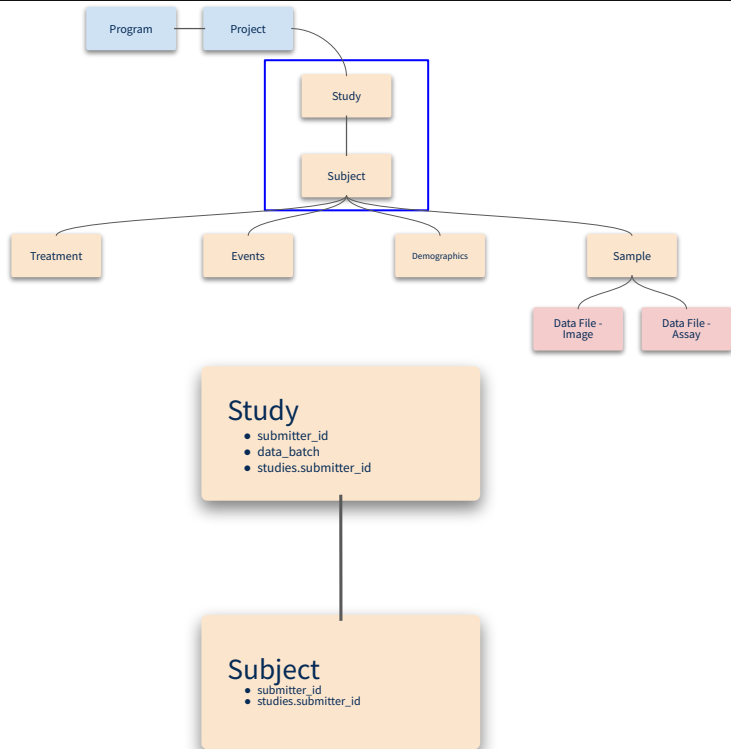 Program
Project
Study
Subject
Treatment
Events
Demographics
Sample
Data File -
Image
Data File -
Assay
Study
● submitter_id
● data_batch
● studies.submitter_id
Subject
● submitter_id
● studies.submitter_id